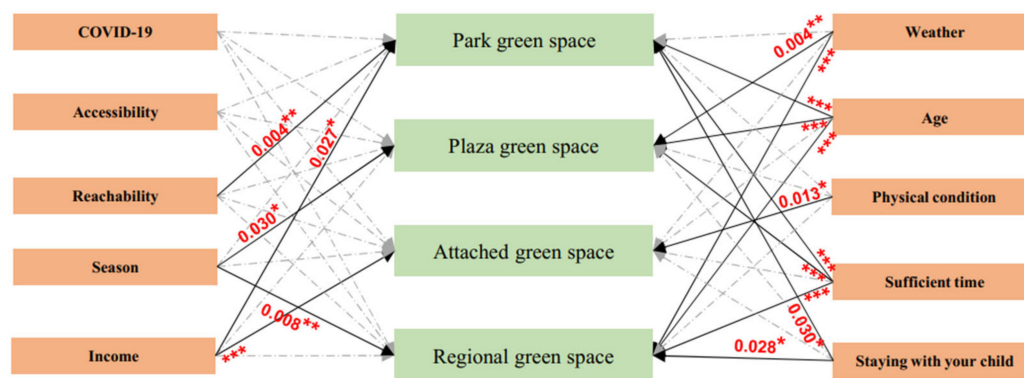 COVID-19
Accessibility
Reachability
Season
Income
0.004**
0.027*
0.030*
0.008**
***
Park green space
Plaza green space
Attached green space
Regional green space
0.004**
***
***
***
***
0.013*
***
***
***
0.030*
0.028*
Weather
Age
Physical condition
Sufficient time
Staying with your child